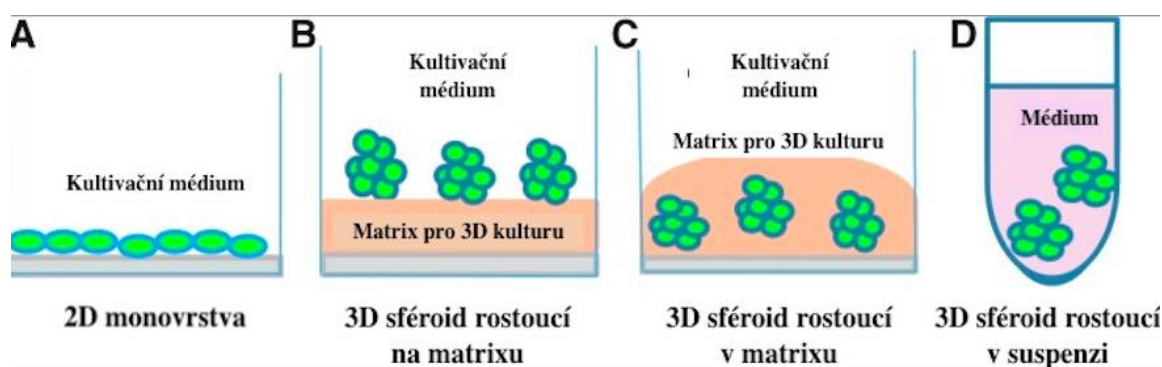 A
Kultivační médium
2D monovrstva
B
Kultivační
médium
Matrix pro 3D kulturu
3D sféroid rostoucí
na matrixu
C
Kultivační
médium
Matrix pro 3D kulturu
3D sféroid rostoucí
v matrixu
D
Médium
3D sféroid rostoucí
v suspenzi